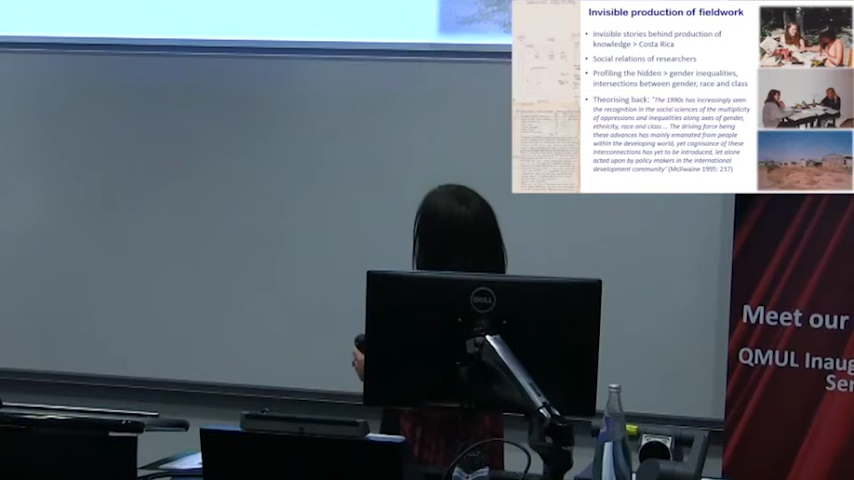 Invisible production of fieldwork
• Invisible stories behind production of
knowledge > Costa Rica
• Social relations of researchers
• Profiling the hidden > gender inequalities,
intersections between gender, race and class
• Theorising back: 'The 1990s has increasingly seen
the recognition in the social sciences of the multiplicity
of oppressions and inequalities along axes of gender,
ethnicity, race and class ... The driving force being
these advances has mainly emanated from people
within the developing world, yet cognisance of these
interconnections has yet to be introduced, let alone
acted upon by policy makers in the international
development community' (McIlwaine 1995: 237)
DELL
Meet our
QMUL Inaug
Ser